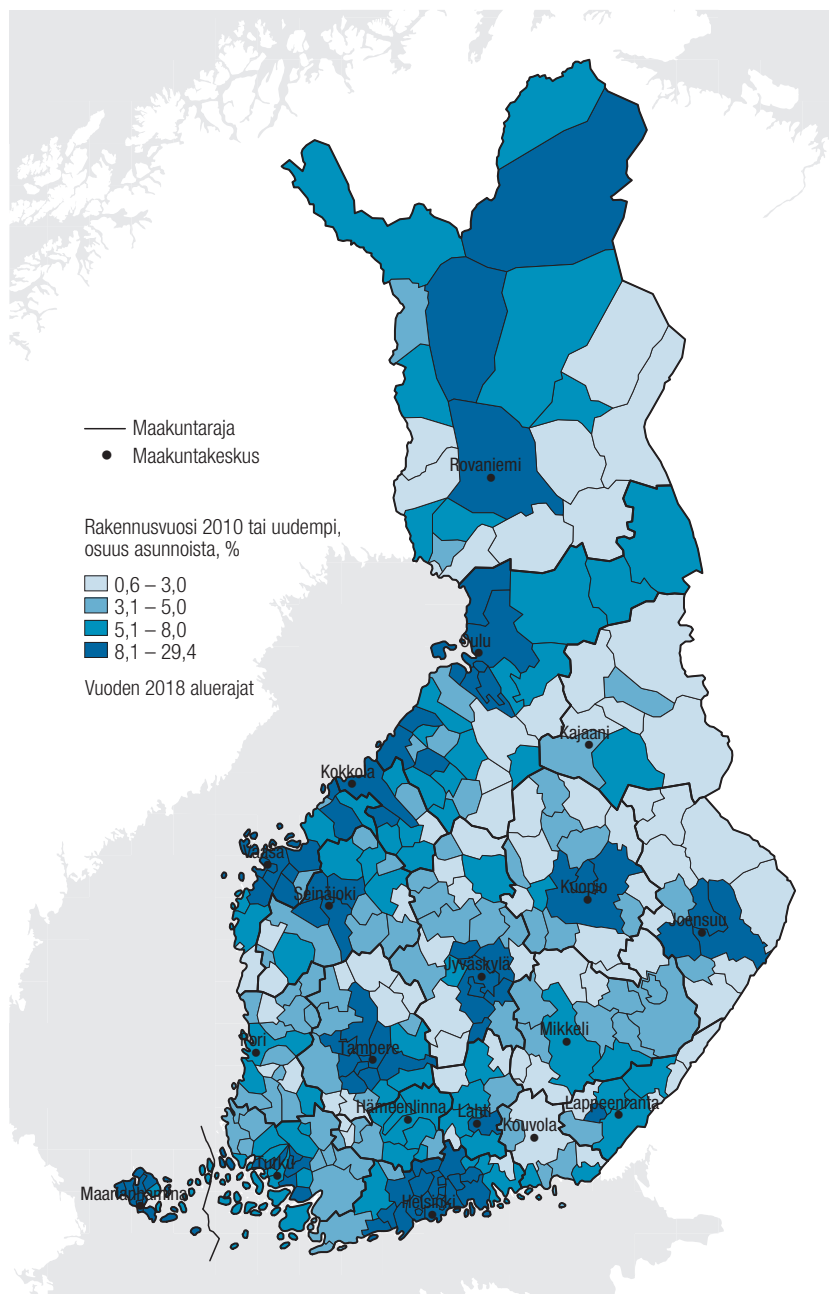 Maakuntaraja
Maakuntakeskus
Rovaniemi
Rakennusvuosi 2010 tai uudempi,
osuus asunnoista, %
0,6 – 3,0
3,1 – 5,0
5,1 – 8,0
8,1 – 29,4
Oulu
Vuoden 2018 aluerajat
Kajaani
Kokkola
Vaasa
Seinäjoki
Kuopio
Joensuu
Jyväskylä
Mikkeli
Pori
Tampere
Hämeenlinna
Lahti
Lappeenranta
Kouvola
Turku
Maarianhamina
Helsinki